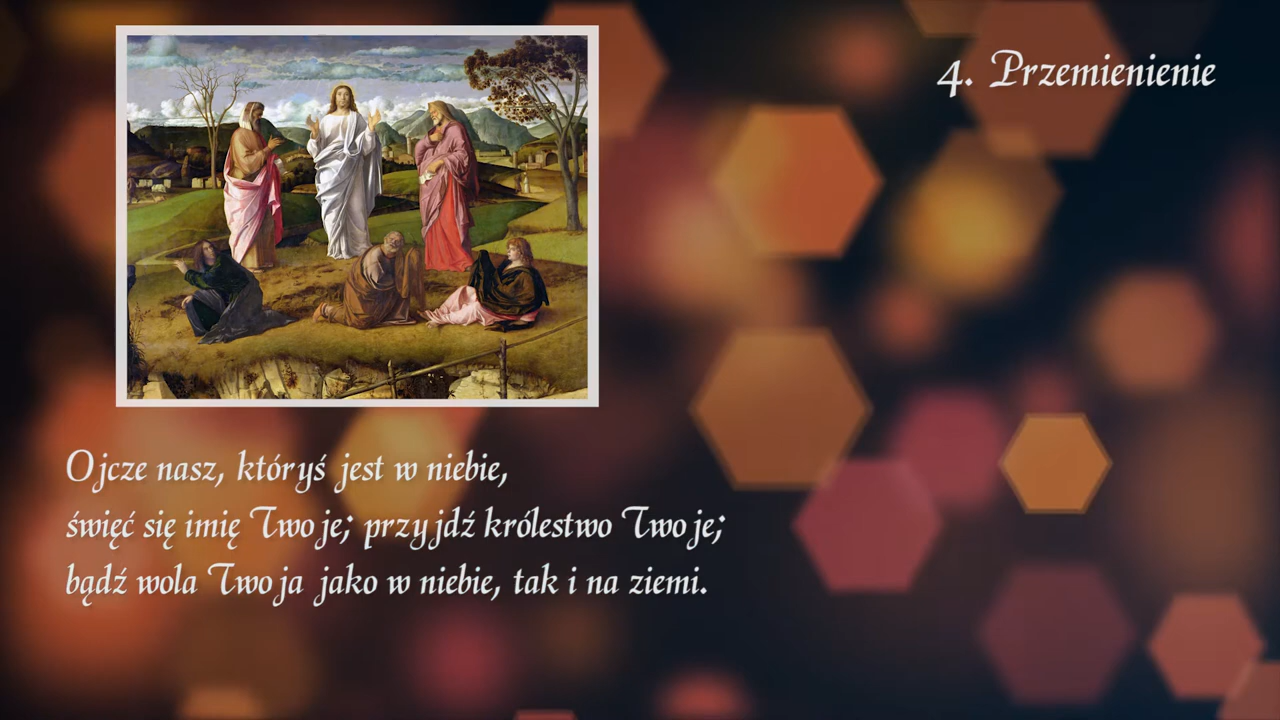 4. Przemienienie
Ojcze nasz, któryś jest w niebie,
święć się imię Twoje; przyjdź królestwo Twoje;
bądź wola Twoja jako w niebie, tak i na ziemi.